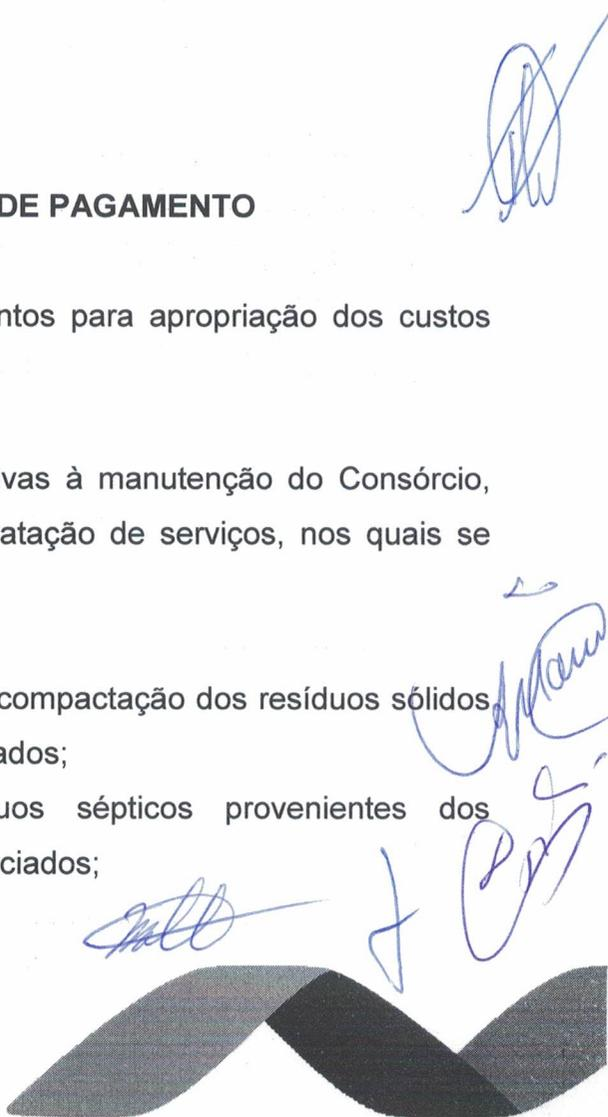 DE PAGAMENTO
ntos para apropriação dos custos
vas à manutenção do Consórcio,
atação de serviços, nos quais se
compactação dos resíduos sólidos
ados;
uos sépticos provenientes dos
ciados;